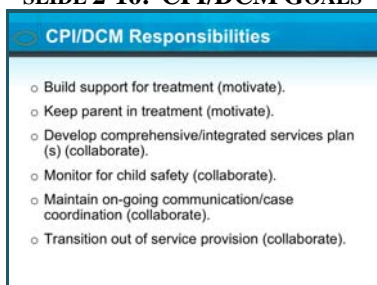 SLIDE 2-10: CPI/DCM GOALS
CPI/DCM Responsibilities
o Build support for treatment (motivate).
o Keep parent in treatment (motivate).
o Develop comprehensive/integrated services plan
(s) (collaborate).
o Monitor for child safety (collaborate).
o Maintain on-going communication/case
coordination (collaborate).
o Transition out of service provision (collaborate).